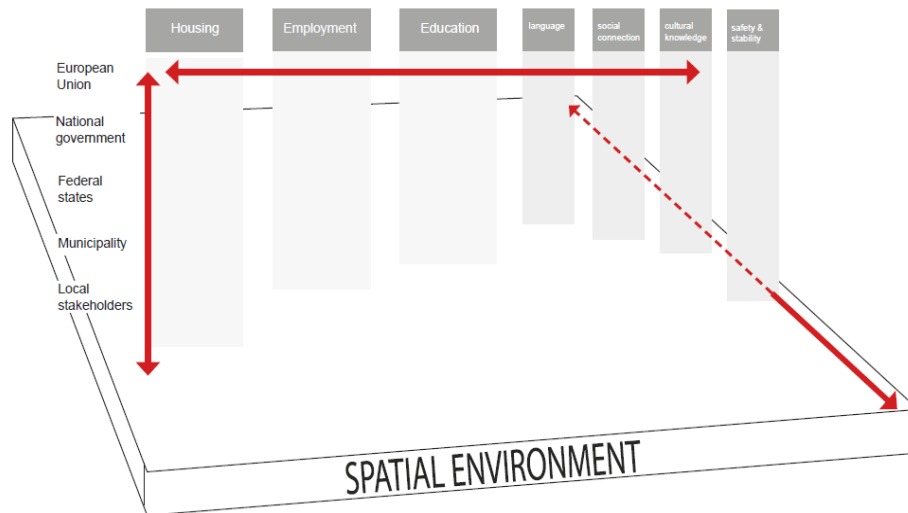 Housing
Employment
Education
language
social
connection
cultural
knowledge
safety &
stability
European
Union
National
government
Federal
states
Municipality
Local
stakeholders
SPATIAL ENVIRONMENT